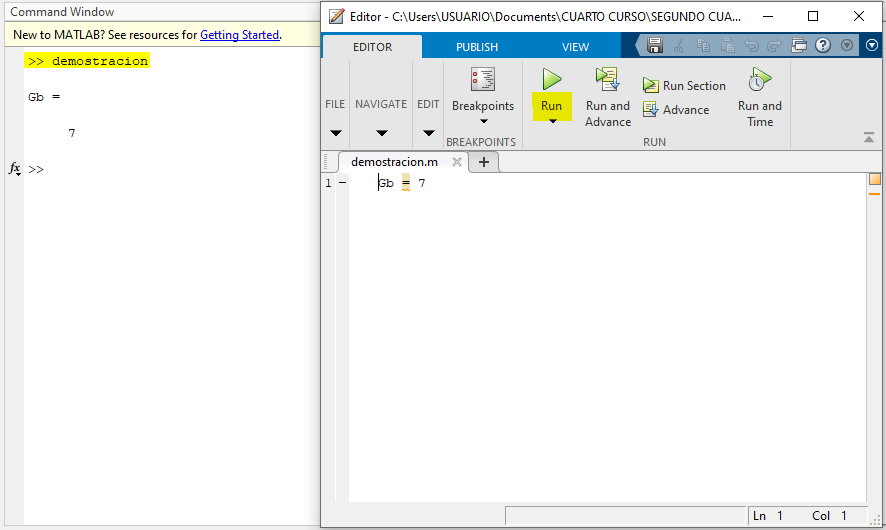 Command Window
New to MATLAB? See resources for Getting Started.
>> demostracion
Gb =
7
fx >>
Editor - C:\Users\USUARIO\Documents\CUARTO CURSO\SEGUNDO CUA...
EDITOR PUBLISH VIEW
FILE NAVIGATE EDIT Breakpoints Run Run and Advance Run Section Advance Run and Time
BREAKPOINTS RUN
demostracion.m
1 Gb = 7
Ln 1 Col 1